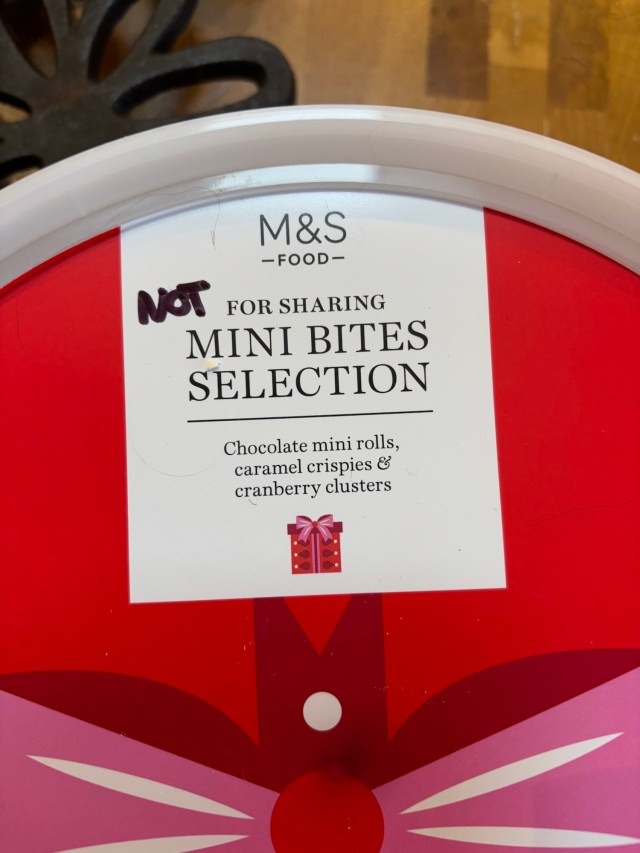 M&S
—FOOD—
NOT FOR SHARING
MINI BITES
SELECTION
Chocolate mini rolls,
caramel crispies &
cranberry clusters